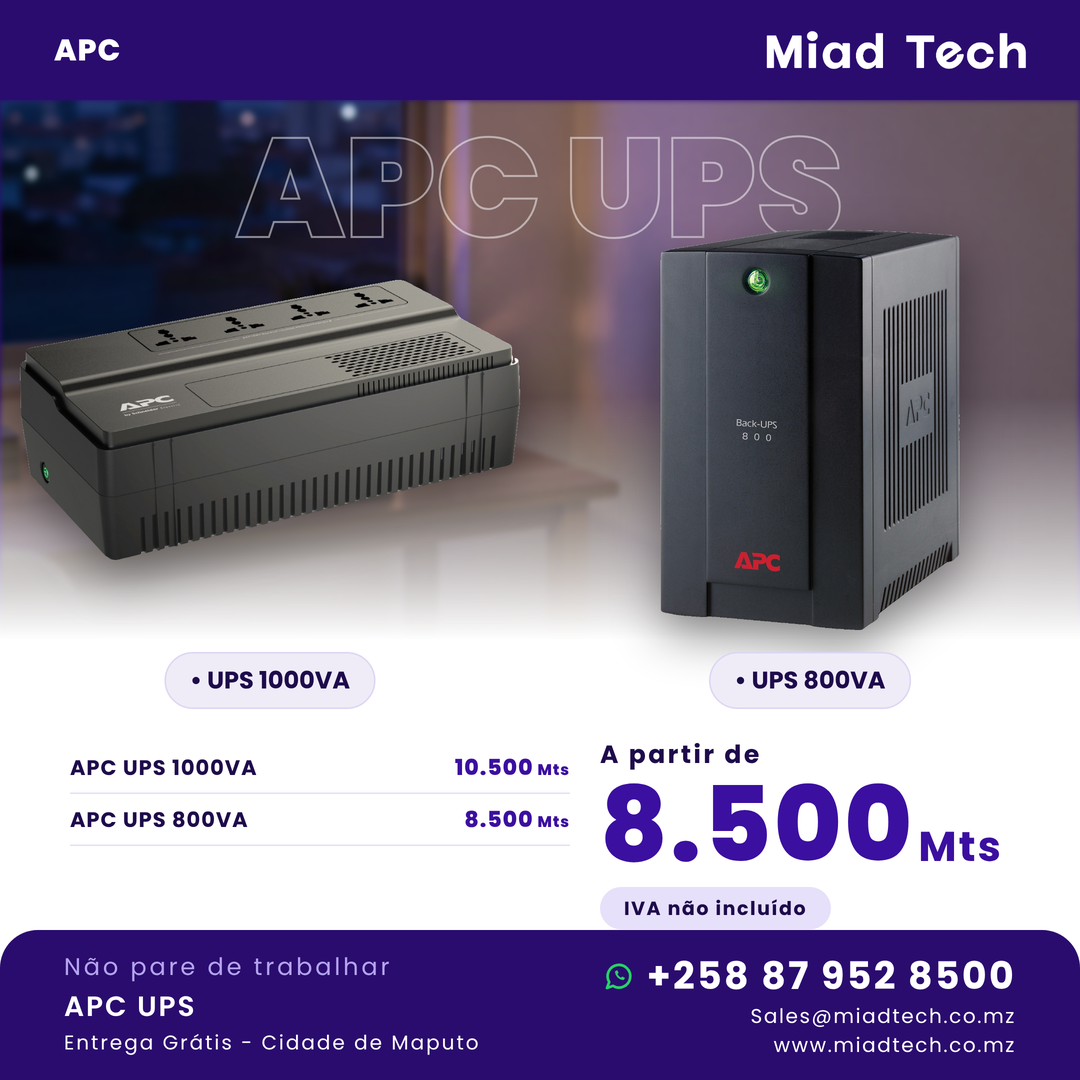 APC
Miad Tech
APC UPS
APC
Back-UPS
800
APC
APC
• UPS 1000VA
• UPS 800VA
APC UPS 1000VA 10.500 Mts
APC UPS 800VA 8.500 Mts
A partir de
8.500 Mts
IVA não incluído
Não pare de trabalhar
APC UPS
Entrega Grátis - Cidade de Maputo
+258 87 952 8500
Sales@miadtech.co.mz
www.miadtech.co.mz